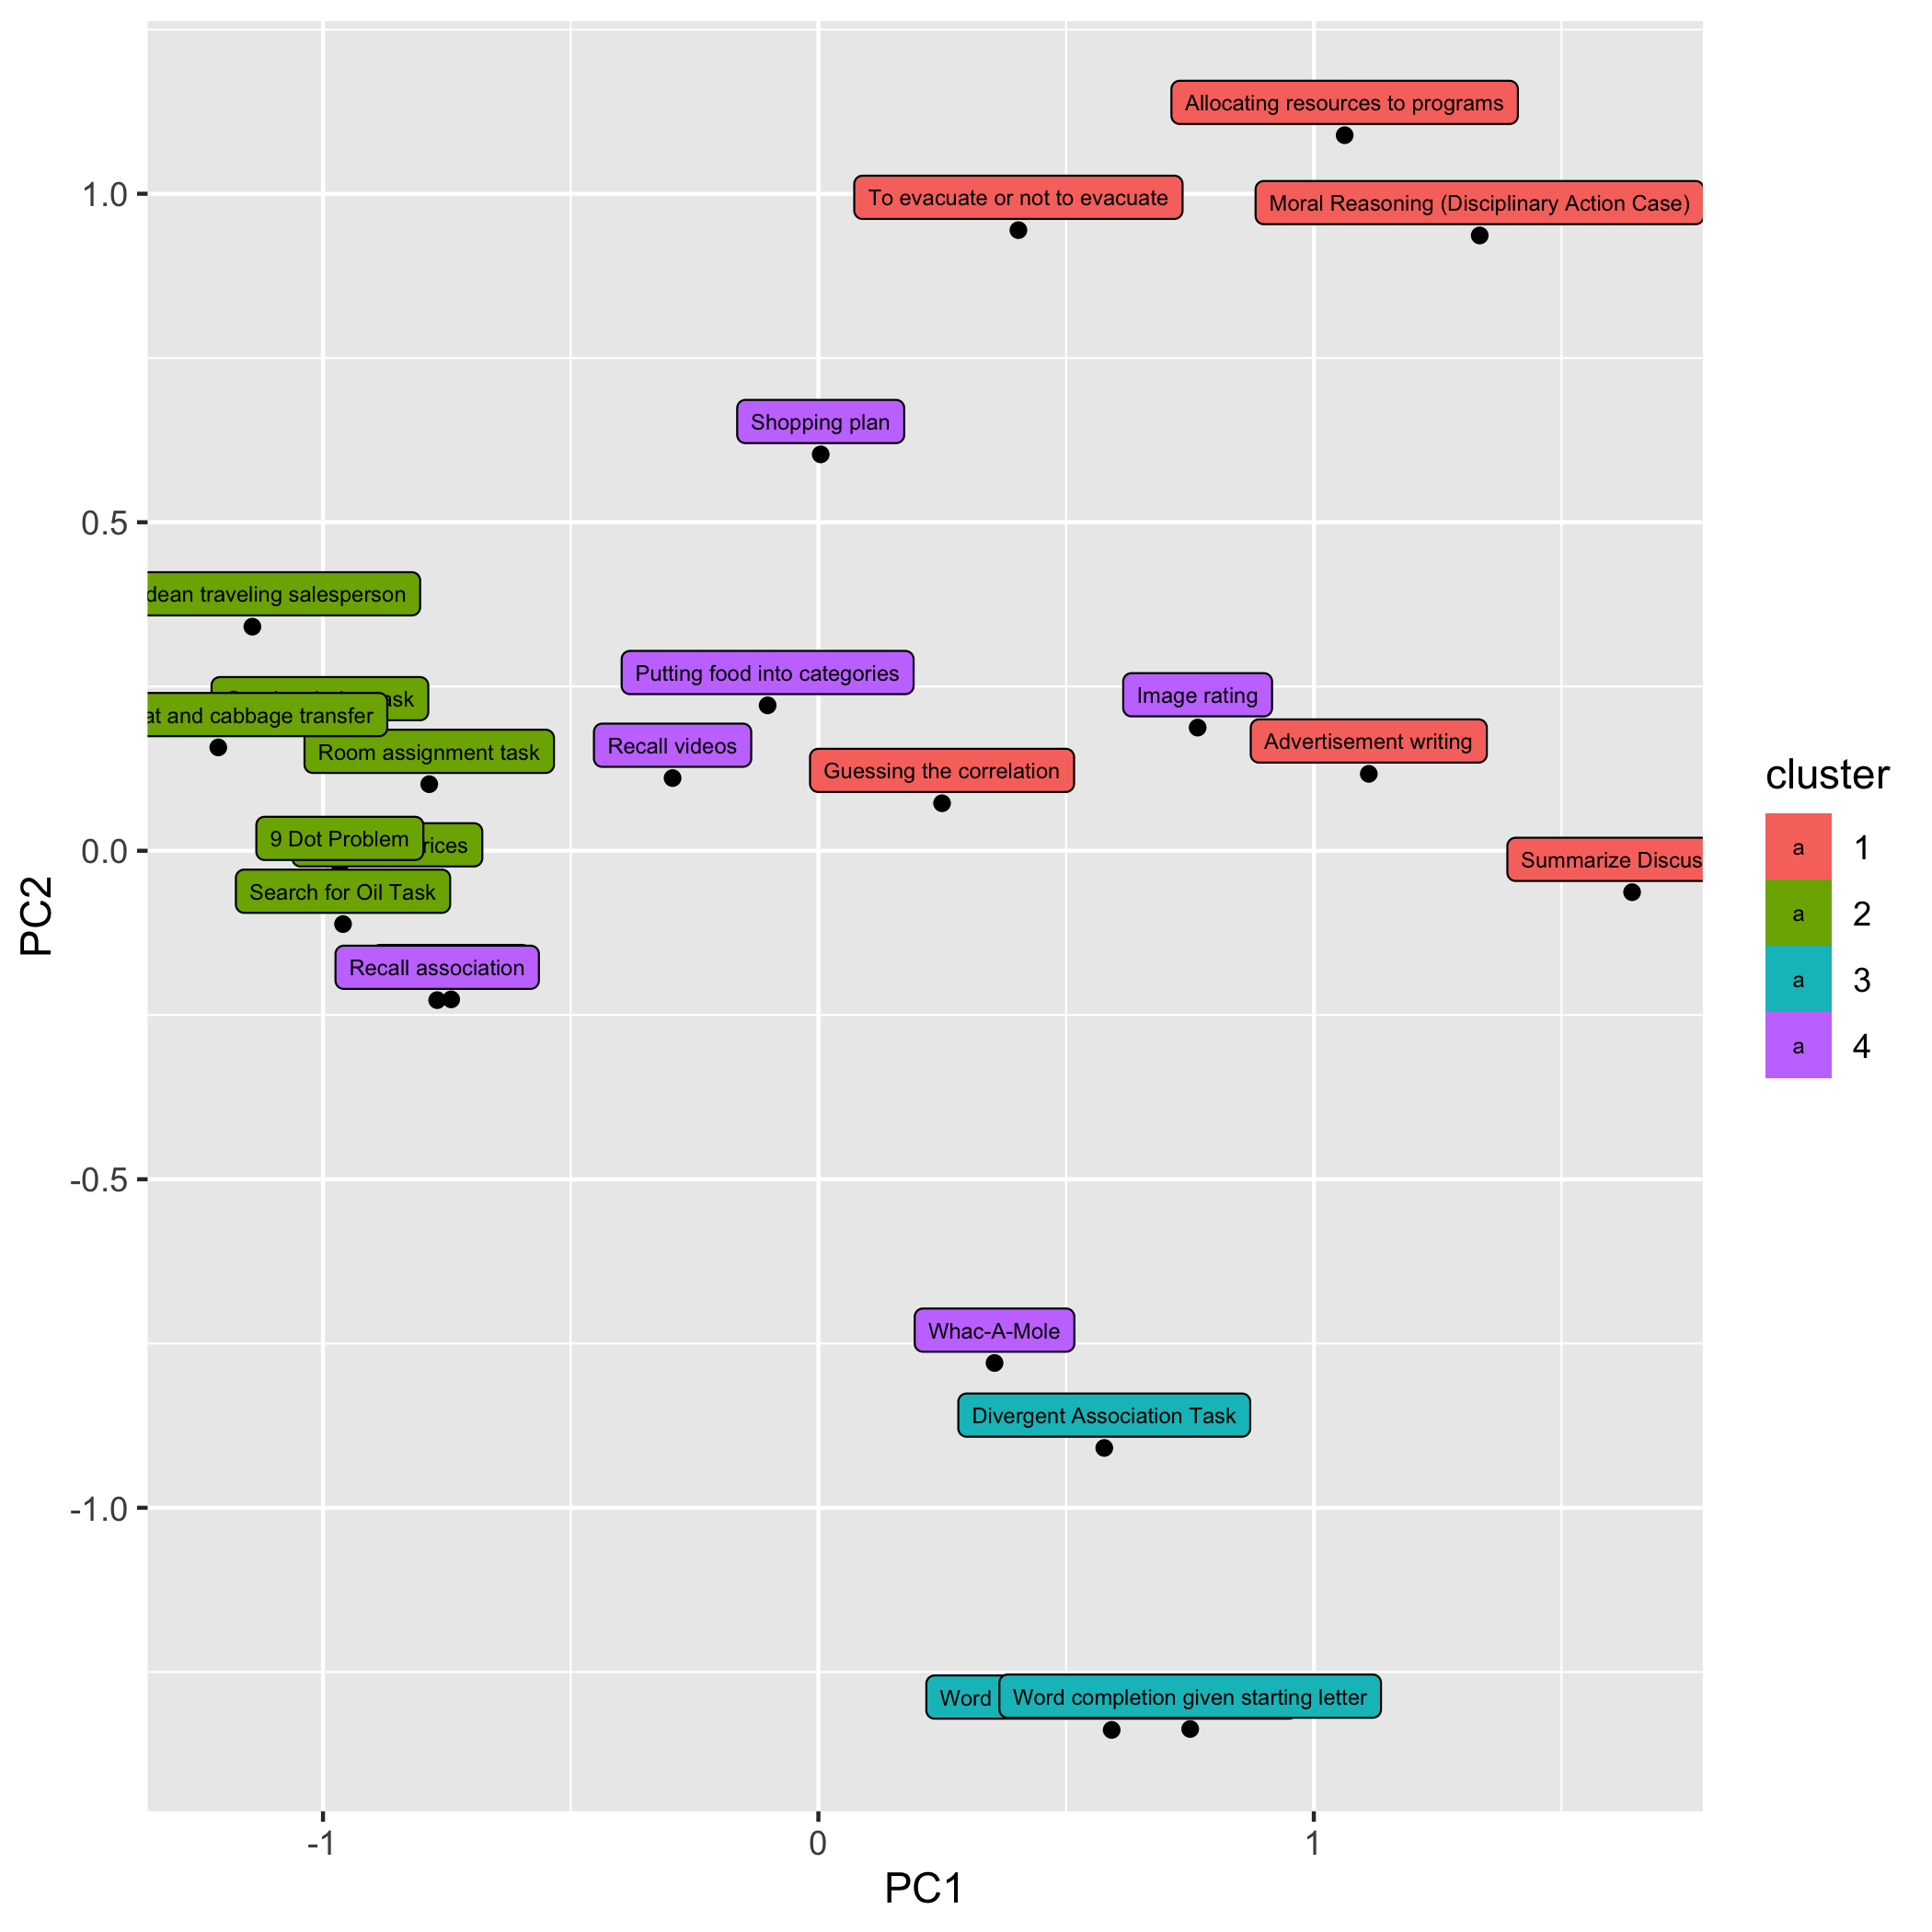 Allocating resources to programs
To evacuate or not to evacuate
Moral Reasoning (Disciplinary Action Case)
1.0
Shopping plan
0.5
dean traveling salesperson
Putting food into categories
Image rating
ask
at and cabbage transfer
Room assignment task
Recall videos
Advertisement writing
Guessing the correlation
cluster
9 Dot Problem
rices
0.0
Summarize Discus
a 1
Search for Oil Task
a 2
PC2
Recall association
a 3
a 4
-0.5
Whac-A-Mole
Divergent Association Task
-1.0
Word
Word completion given starting letter
-1
0
1
PC1